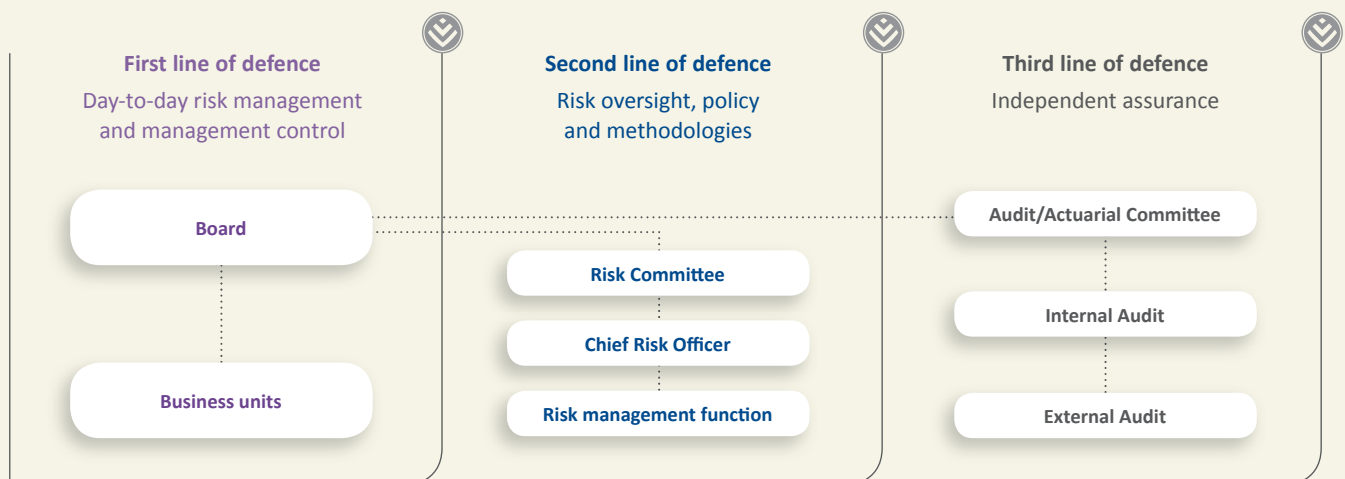 First line of defence
Day-to-day risk management
and management control
Board
Business units
Second line of defence
Risk oversight, policy
and methodologies
Risk Committee
Chief Risk Officer
Risk management function
Third line of defence
Independent assurance
Audit/Actuarial Committee
Internal Audit
External Audit